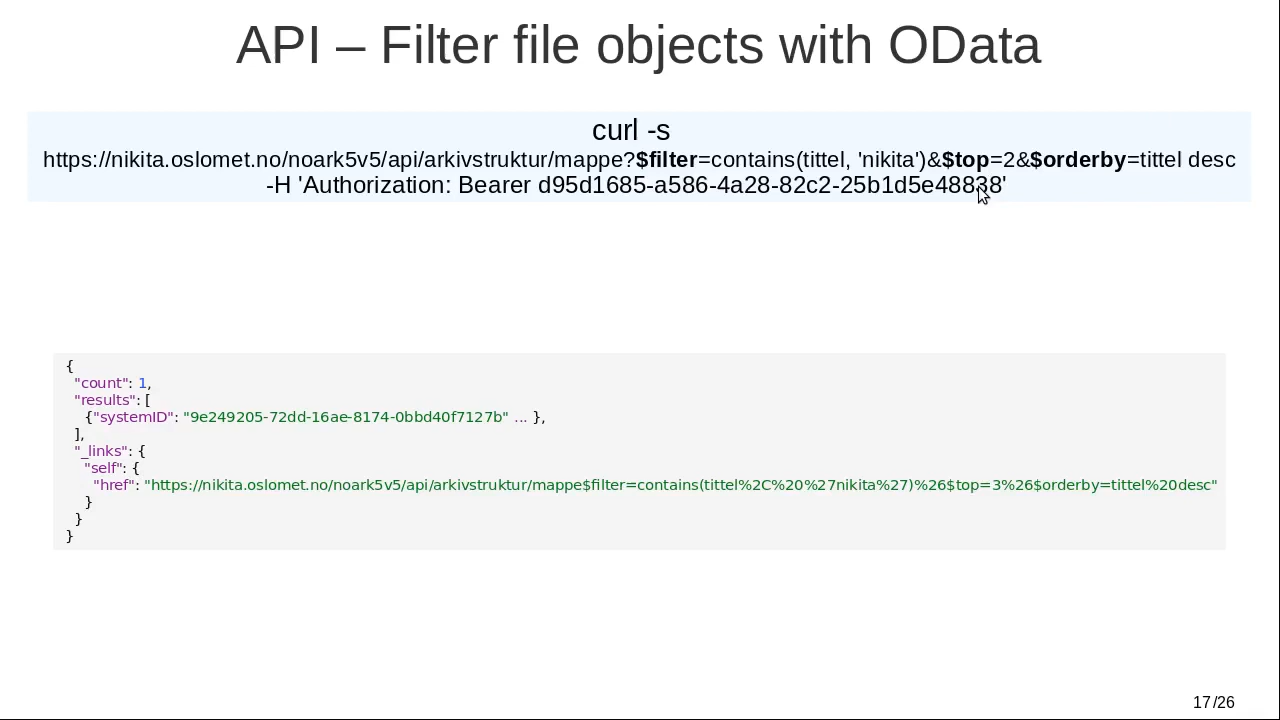 API – Filter file objects with OData
curl -s
https://nikita.oslomet.no/noark5v5/api/arkivstruktur/mappe?$filter=contains(tittel, 'nikita')&$top=2&$orderby=tittel desc
-H 'Authorization: Bearer d95d1685-a586-4a28-82c2-25b1d5e48838'
{
"count": 1,
"results": [
{"systemID": "9e249205-72dd-16ae-8174-0bbd40f7127b" ... },
],
"_links": {
"self": {
"href": "https://nikita.oslomet.no/noark5v5/api/arkivstruktur/mappe$filter=contains(tittel%2C%20%27nikita%27)%26$top=3%26$orderby=tittel%20desc"
}
}
}
17/26